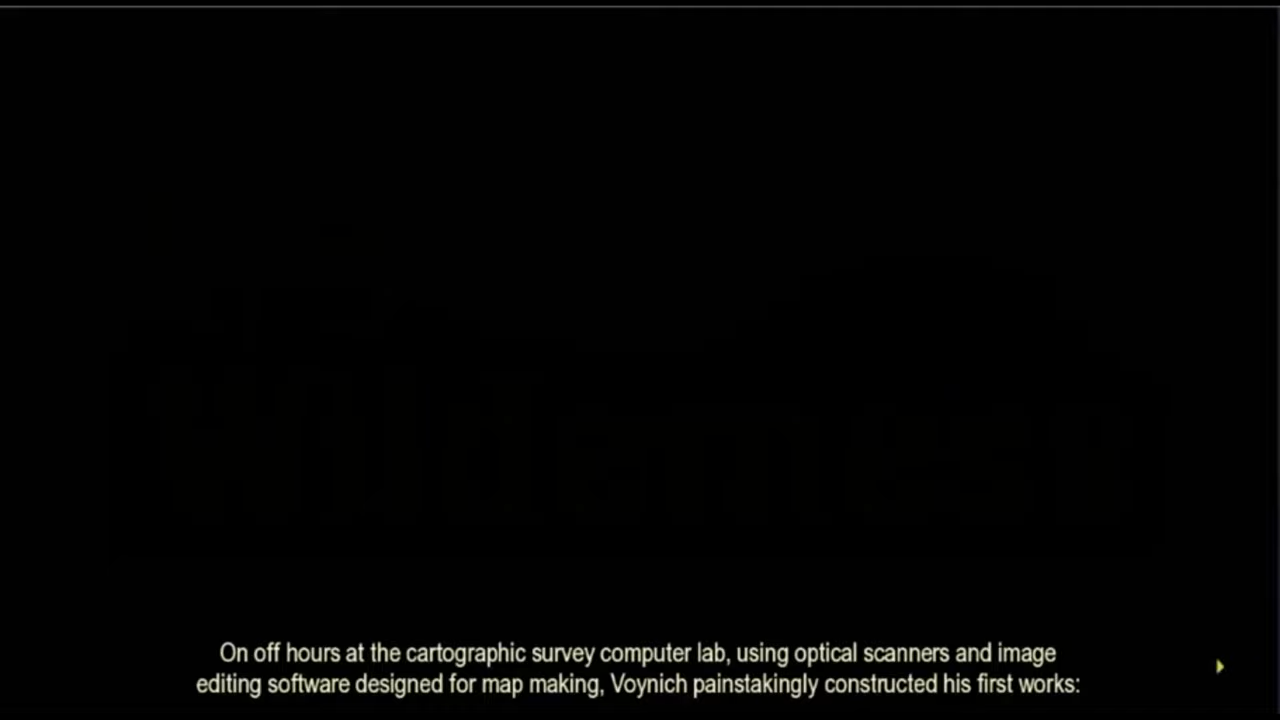 On off hours at the cartographic survey computer lab, using optical scanners and image
editing software designed for map making, Voynich painstakingly constructed his first works: